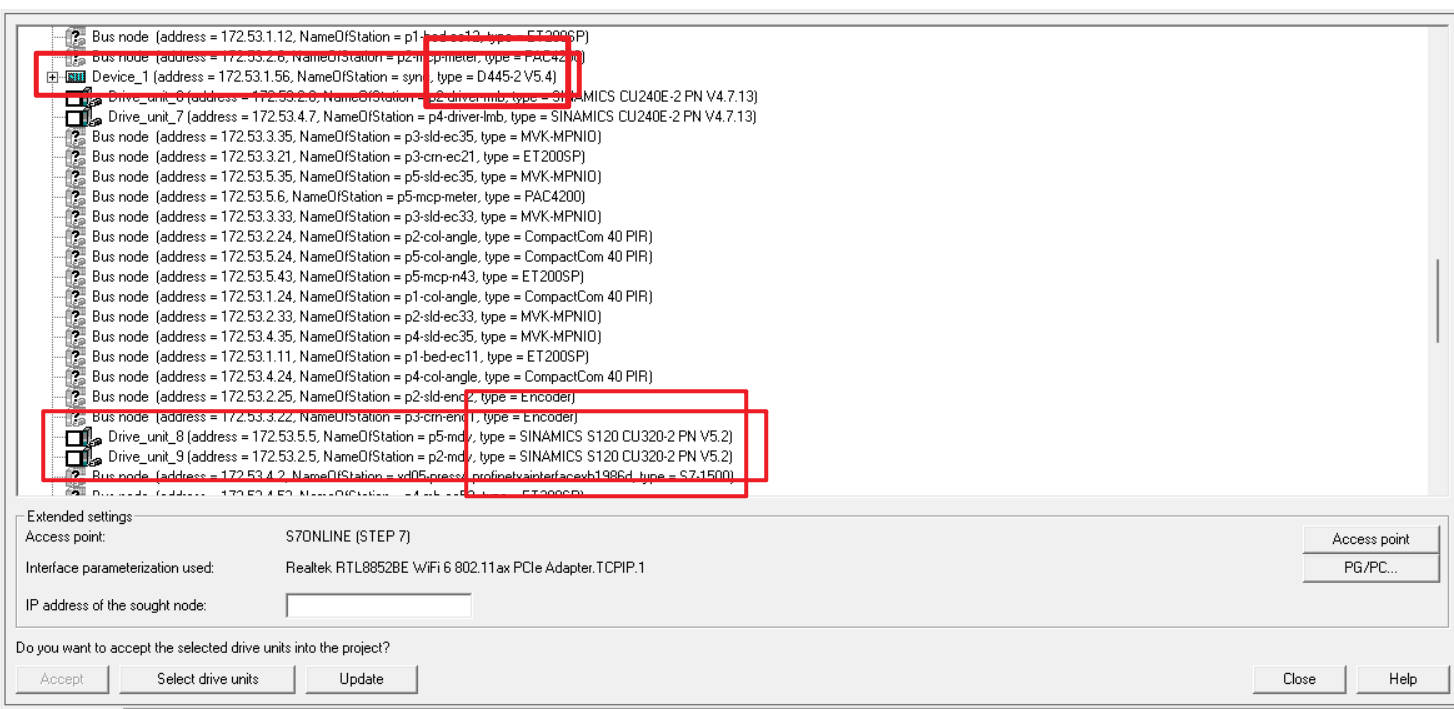 Bus node (address = 172.53.1.12, NameOfStation = p1-bed-ec12, type = ET200SP)
Bus node (address = 172.53.2.6, NameOfStation = p2-mcp-meter, type = PAC4200)
Device_1 (address = 172.53.1.56, NameOfStation = sync, type = D445-2 V5.4)
Drive_unit_6 (address = 172.53.2.6, NameOfStation = p2-driver-lmb, type = SINAMICS CU240E-2 PN V4.7.13)
Drive_unit_7 (address = 172.53.4.7, NameOfStation = p4-driver-lmb, type = SINAMICS CU240E-2 PN V4.7.13)
Bus node (address = 172.53.3.35, NameOfStation = p3-sld-ec35, type = MVK-MPNIO)
Bus node (address = 172.53.3.21, NameOfStation = p3-crn-ec21, type = ET200SP)
Bus node (address = 172.53.5.35, NameOfStation = p5-sld-ec35, type = MVK-MPNIO)
Bus node (address = 172.53.5.6, NameOfStation = p5-mcp-meter, type = PAC4200)
Bus node (address = 172.53.3.33, NameOfStation = p3-sld-ec33, type = MVK-MPNIO)
Bus node (address = 172.53.2.24, NameOfStation = p2-col-angle, type = CompactCom 40 PIR)
Bus node (address = 172.53.5.24, NameOfStation = p5-col-angle, type = CompactCom 40 PIR)
Bus node (address = 172.53.5.43, NameOfStation = p5-mcp-n43, type = ET200SP)
Bus node (address = 172.53.1.24, NameOfStation = p1-col-angle, type = CompactCom 40 PIR)
Bus node (address = 172.53.2.33, NameOfStation = p2-sld-ec33, type = MVK-MPNIO)
Bus node (address = 172.53.4.35, NameOfStation = p4-sld-ec35, type = MVK-MPNIO)
Bus node (address = 172.53.1.11, NameOfStation = p1-bed-ec11, type = ET200SP)
Bus node (address = 172.53.4.24, NameOfStation = p4-col-angle, type = CompactCom 40 PIR)
Bus node (address = 172.53.2.25, NameOfStation = p2-sld-enc2, type = Encoder)
Bus node (address = 172.53.3.22, NameOfStation = p3-crn-enc1, type = Encoder)
Drive_unit_8 (address = 172.53.5.5, NameOfStation = p5-mdv, type = SINAMICS S120 CU320-2 PN V5.2)
Drive_unit_9 (address = 172.53.2.5, NameOfStation = p2-mdv, type = SINAMICS S120 CU320-2 PN V5.2)
Bus node (address = 172.53.4.2, NameOfStation = type = S7-1500)
Bus node (address = 172.53.4.52, NameOfStation = type = ET200SP)
Extended settings
Access point: S7ONLINE (STEP 7) Access point
Interface parameterization used: Realtek RTL8852BE WiFi 6 802.11ax PCIe Adapter.TCPIP.1 PG/PC...
IP address of the sought node:
Do you want to accept the selected drive units into the project?
Accept Select drive units Update Close Help